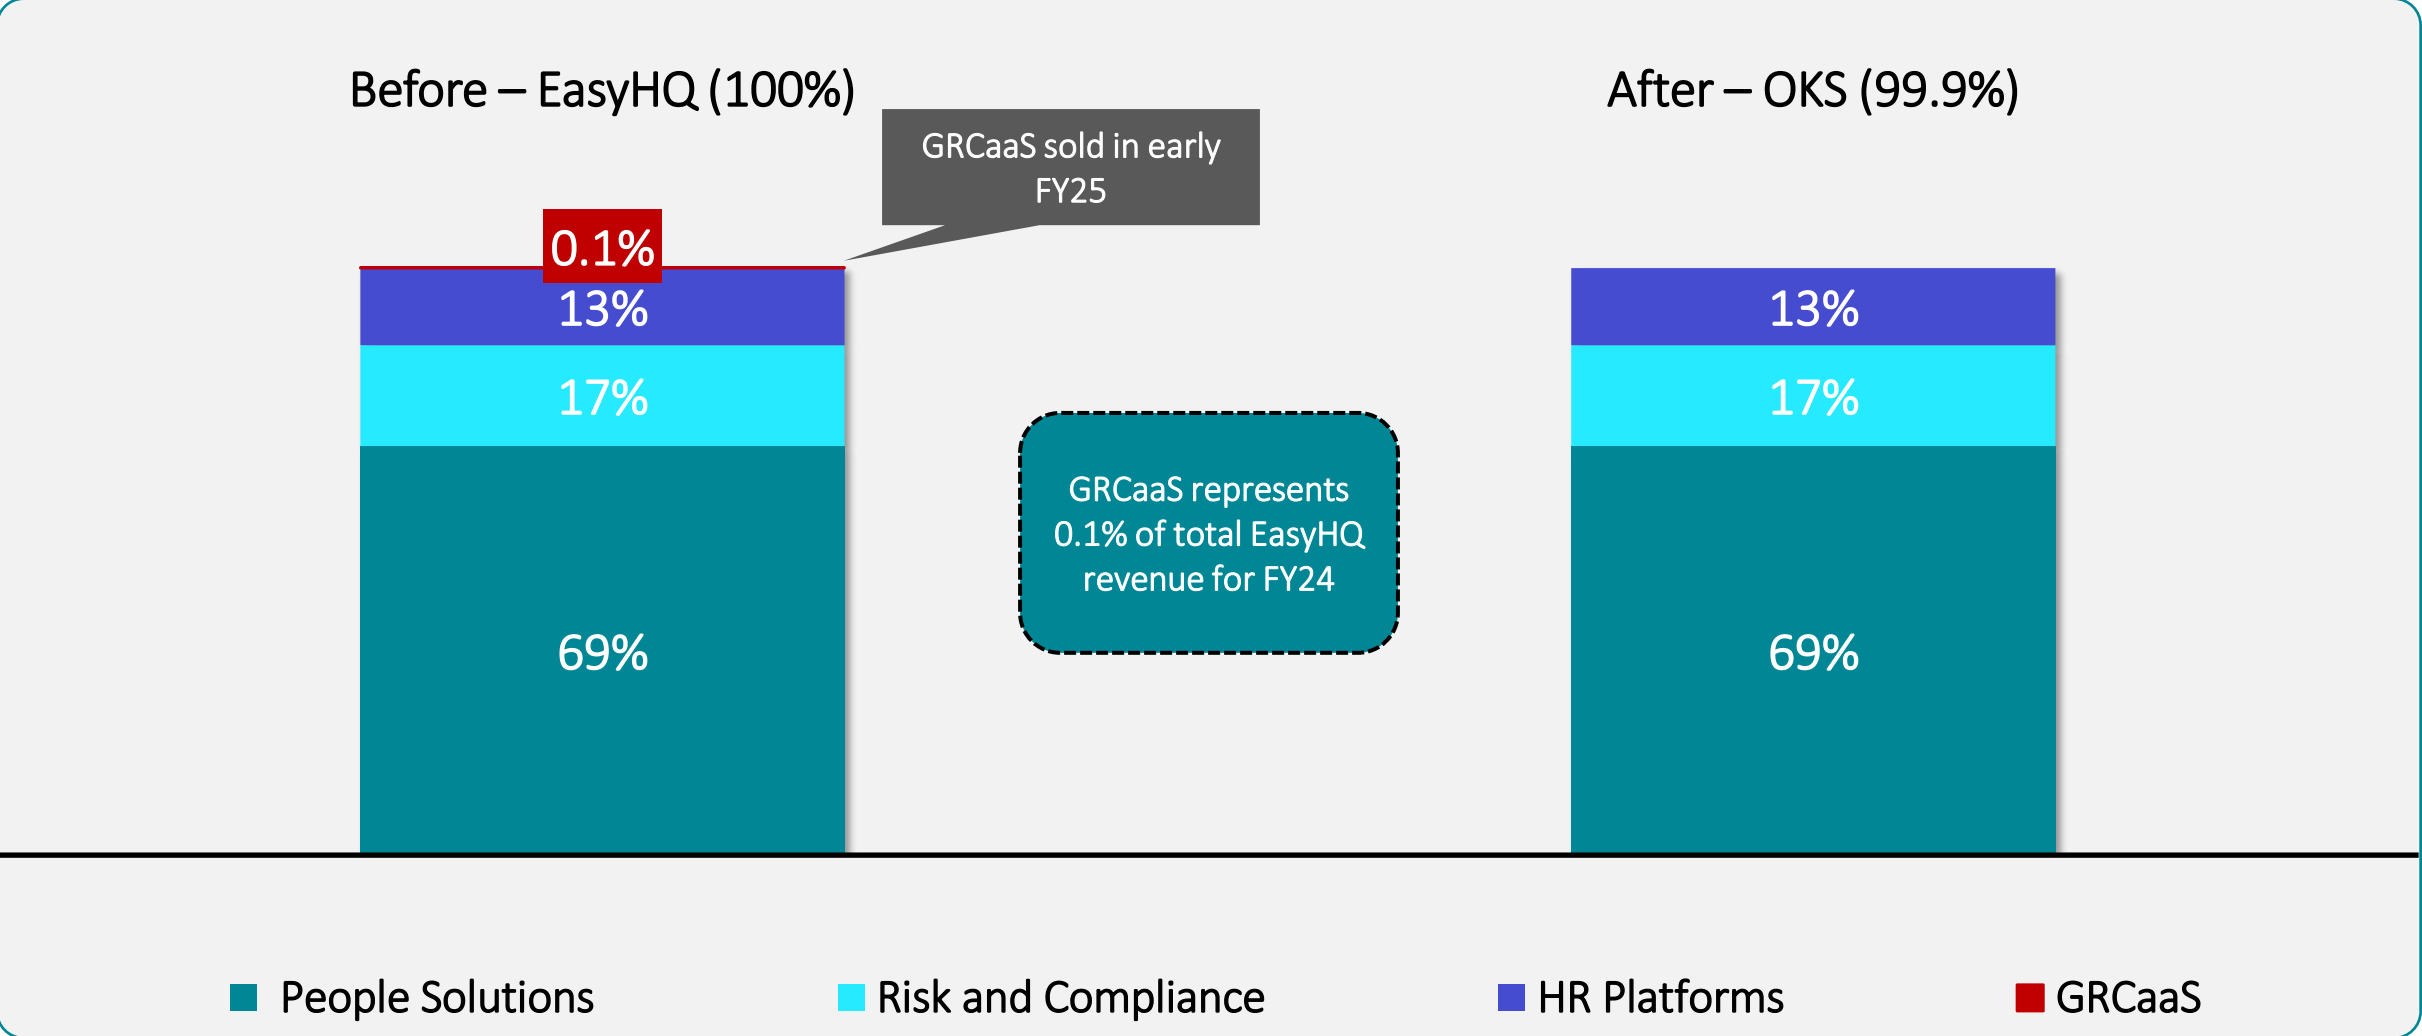 Before – EasyHQ (100%)
After – OKS (99.9%)
GRCaaS sold in early
FY25
0.1%
13%
17%
69%
GRCaaS represents
0.1% of total EasyHQ
revenue for FY24
13%
17%
69%
People Solutions
Risk and Compliance
HR Platforms
GRCaaS